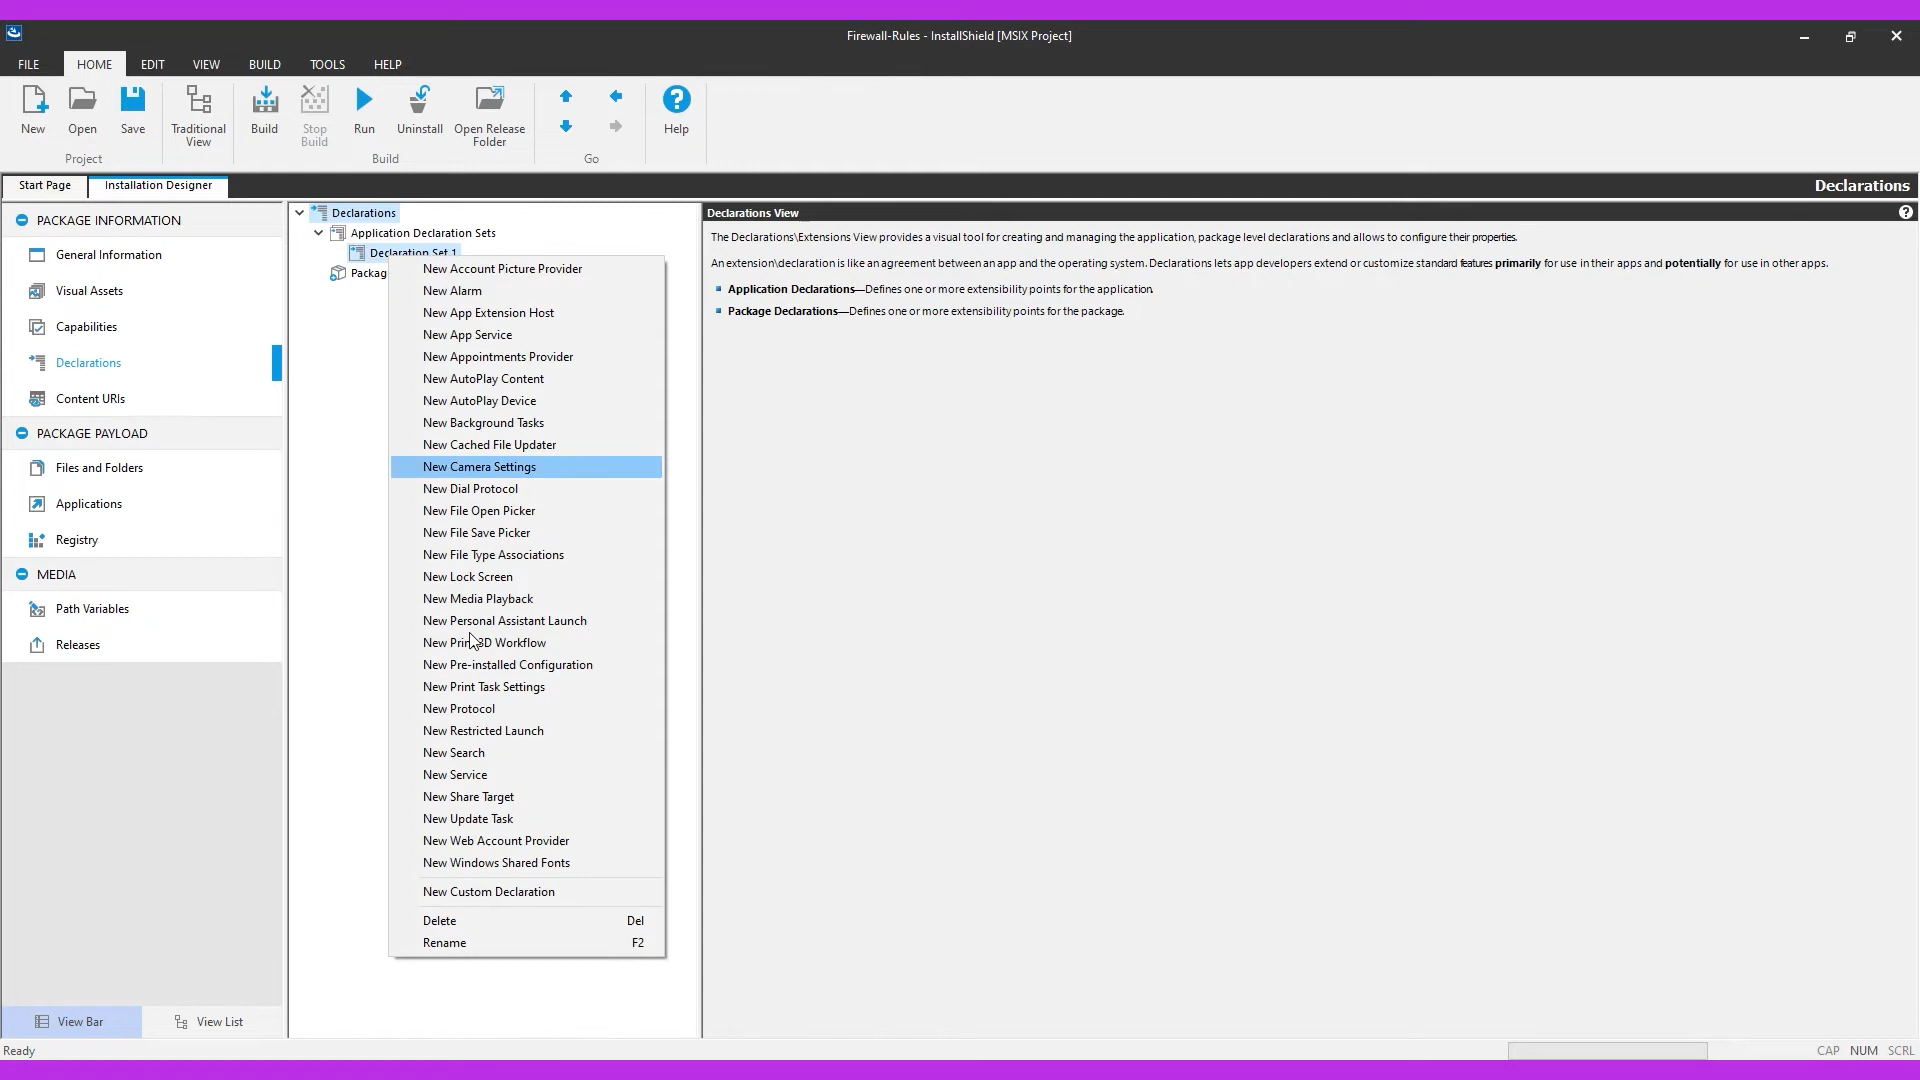 Firewall-Rules - InstallShield [MSIX Project]
FILE HOME EDIT VIEW BUILD TOOLS HELP
New Open Save Traditional View Build Stop Build Run Uninstall Open Release Folder Help
Project Build Go
Start Page Installation Designer Declarations
PACKAGE INFORMATION
General Information
Visual Assets
Capabilities
Declarations
Content URIs
PACKAGE PAYLOAD
Files and Folders
Applications
Registry
MEDIA
Path Variables
Releases
View Bar View List
Declarations
Application Declaration Sets
Declaration Set 1
Packag
New Account Picture Provider
New Alarm
New App Extension Host
New App Service
New Appointments Provider
New AutoPlay Content
New AutoPlay Device
New Background Tasks
New Cached File Updater
New Camera Settings
New Dial Protocol
New File Open Picker
New File Save Picker
New File Type Associations
New Lock Screen
New Media Playback
New Personal Assistant Launch
New Print 3D Workflow
New Pre-installed Configuration
New Print Task Settings
New Protocol
New Restricted Launch
New Search
New Service
New Share Target
New Update Task
New Web Account Provider
New Windows Shared Fonts
New Custom Declaration
Delete Del
Rename F2
Declarations View
The Declarations\Extensions View provides a visual tool for creating and managing the application, package level declarations and allows to configure their properties.
An extension\declaration is like an agreement between an app and the operating system. Declarations lets app developers extend or customize standard features primarily for use in their apps and potentially for use in other apps.
Application Declarations—Defines one or more extensibility points for the application.
Package Declarations—Defines one or more extensibility points for the package.
Ready CAP NUM SCRL